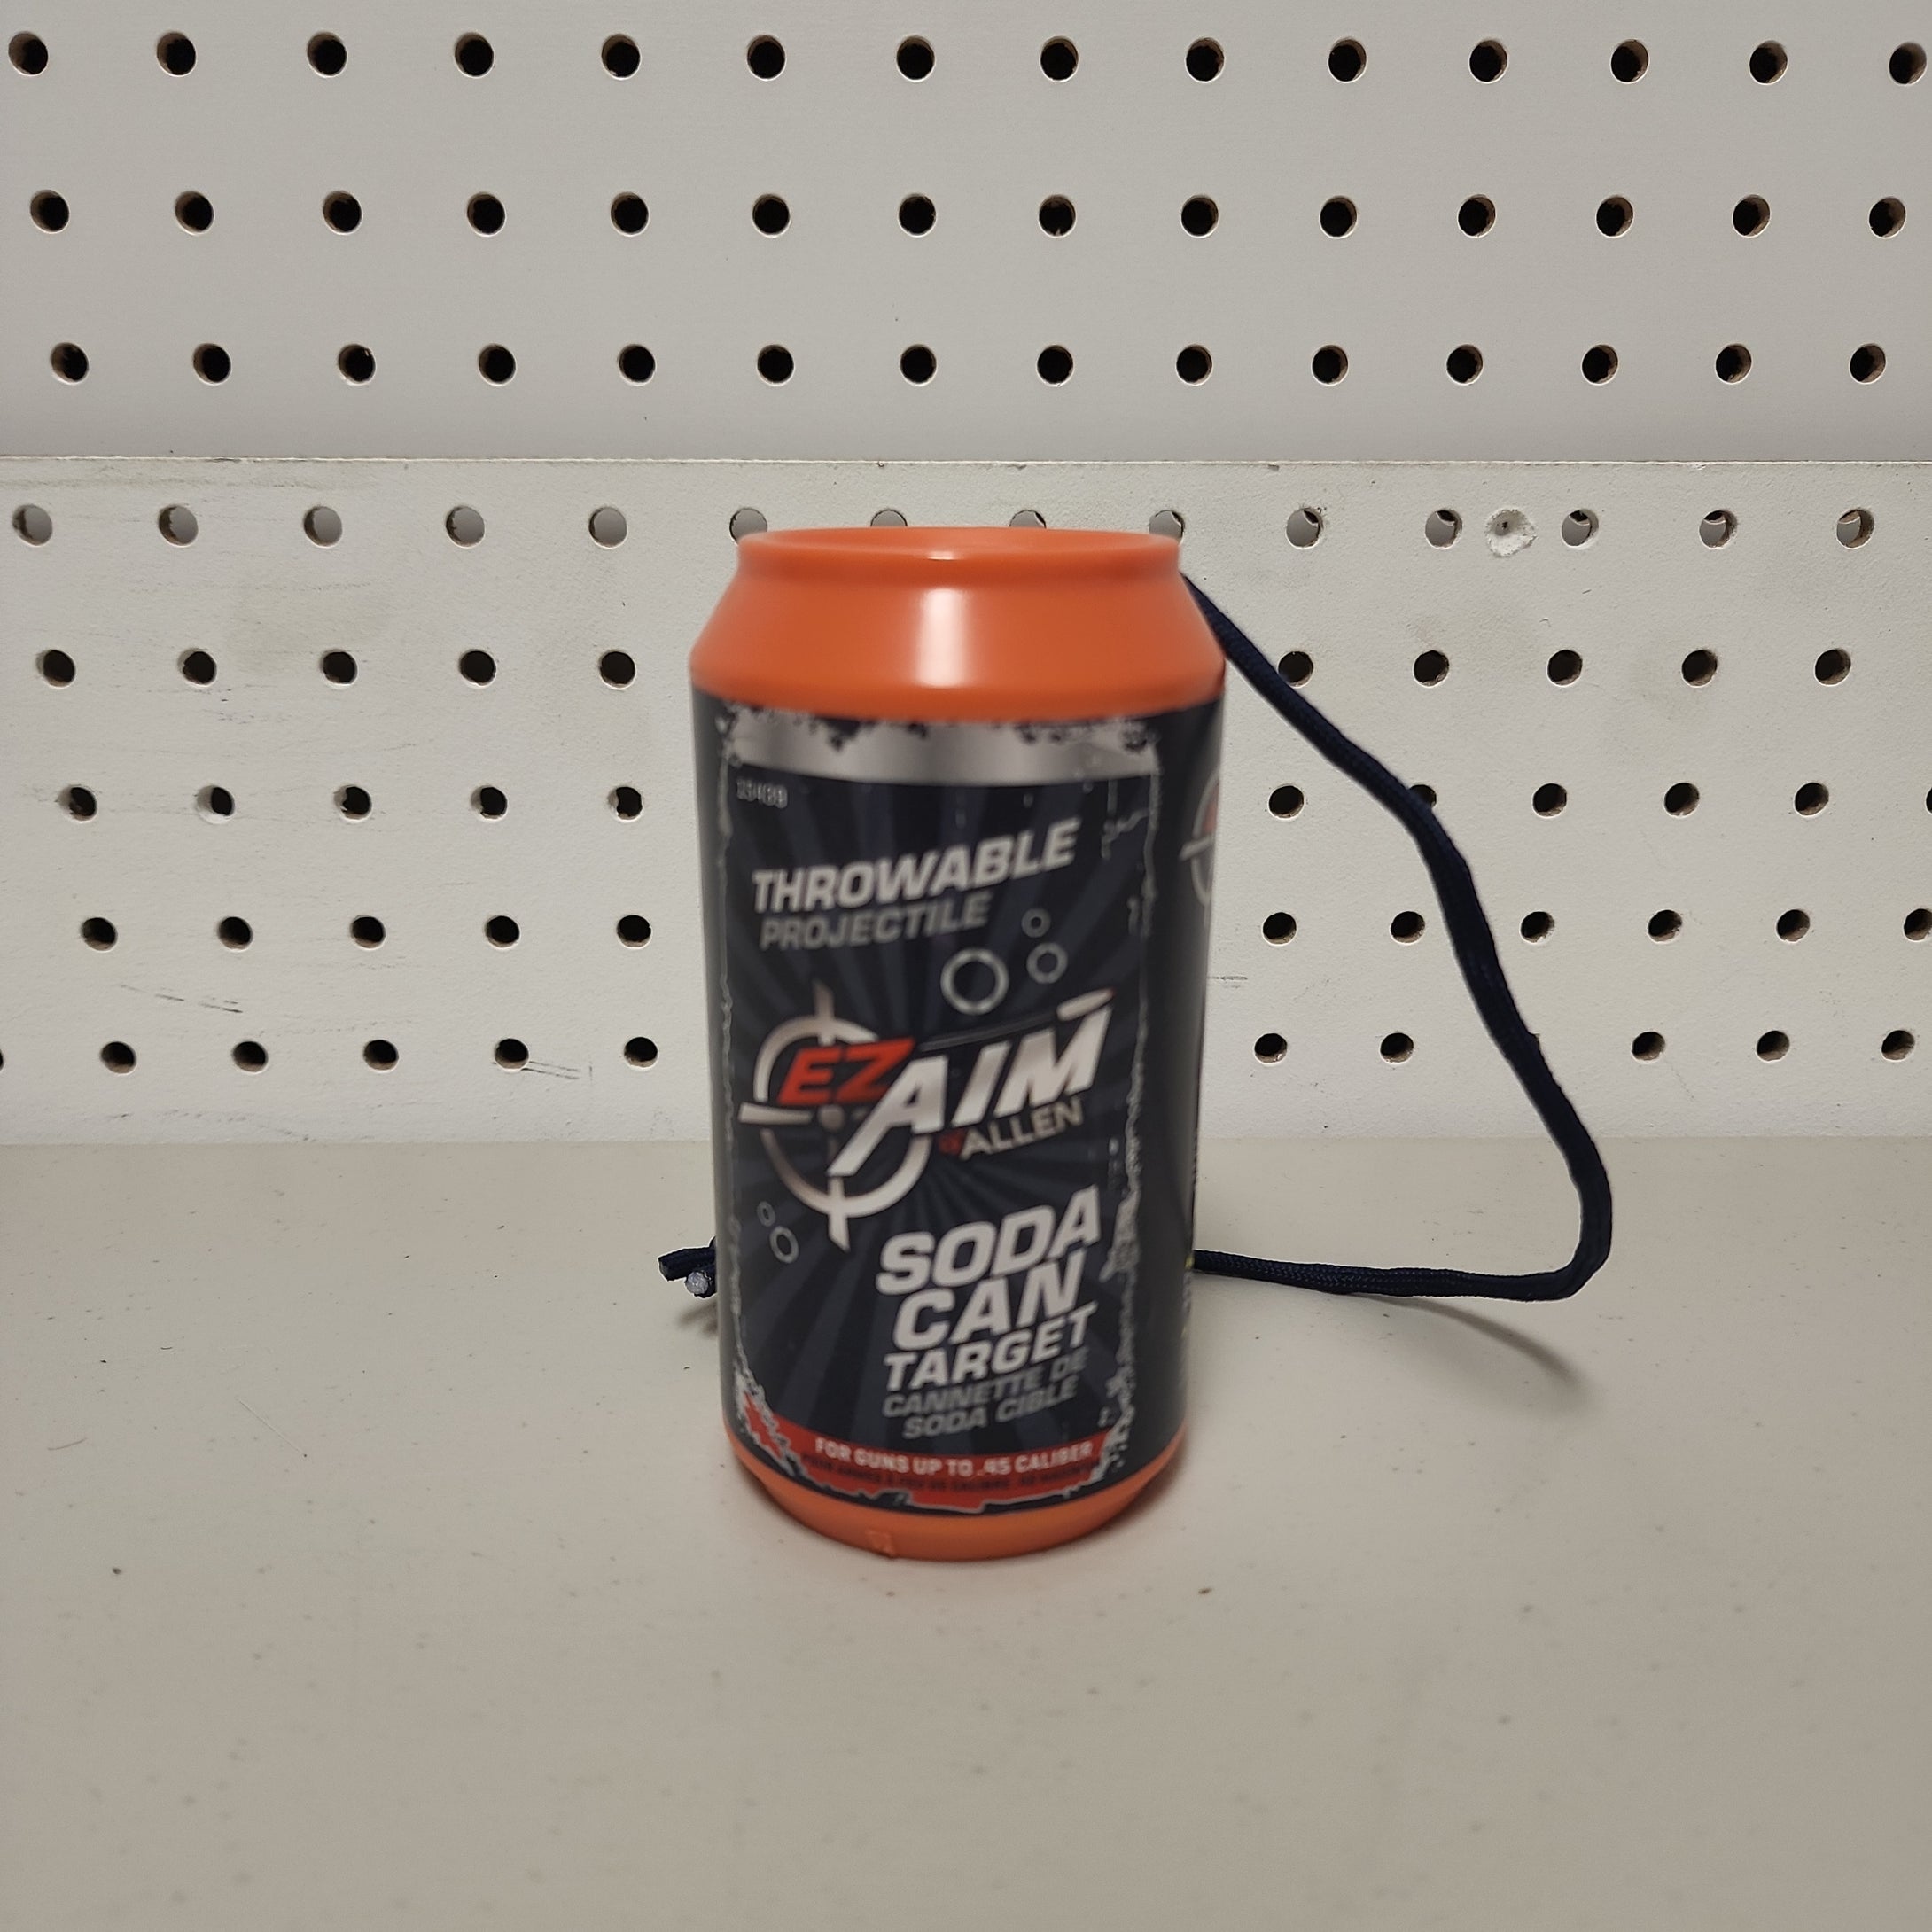 THROWABLE
PROJECTILE
EZ AIM
ALLEN
SODA
CAN
TARGET
CANNETTE DE
SODA CIBLE
FOR GUNS UP TO .45 CALIBER